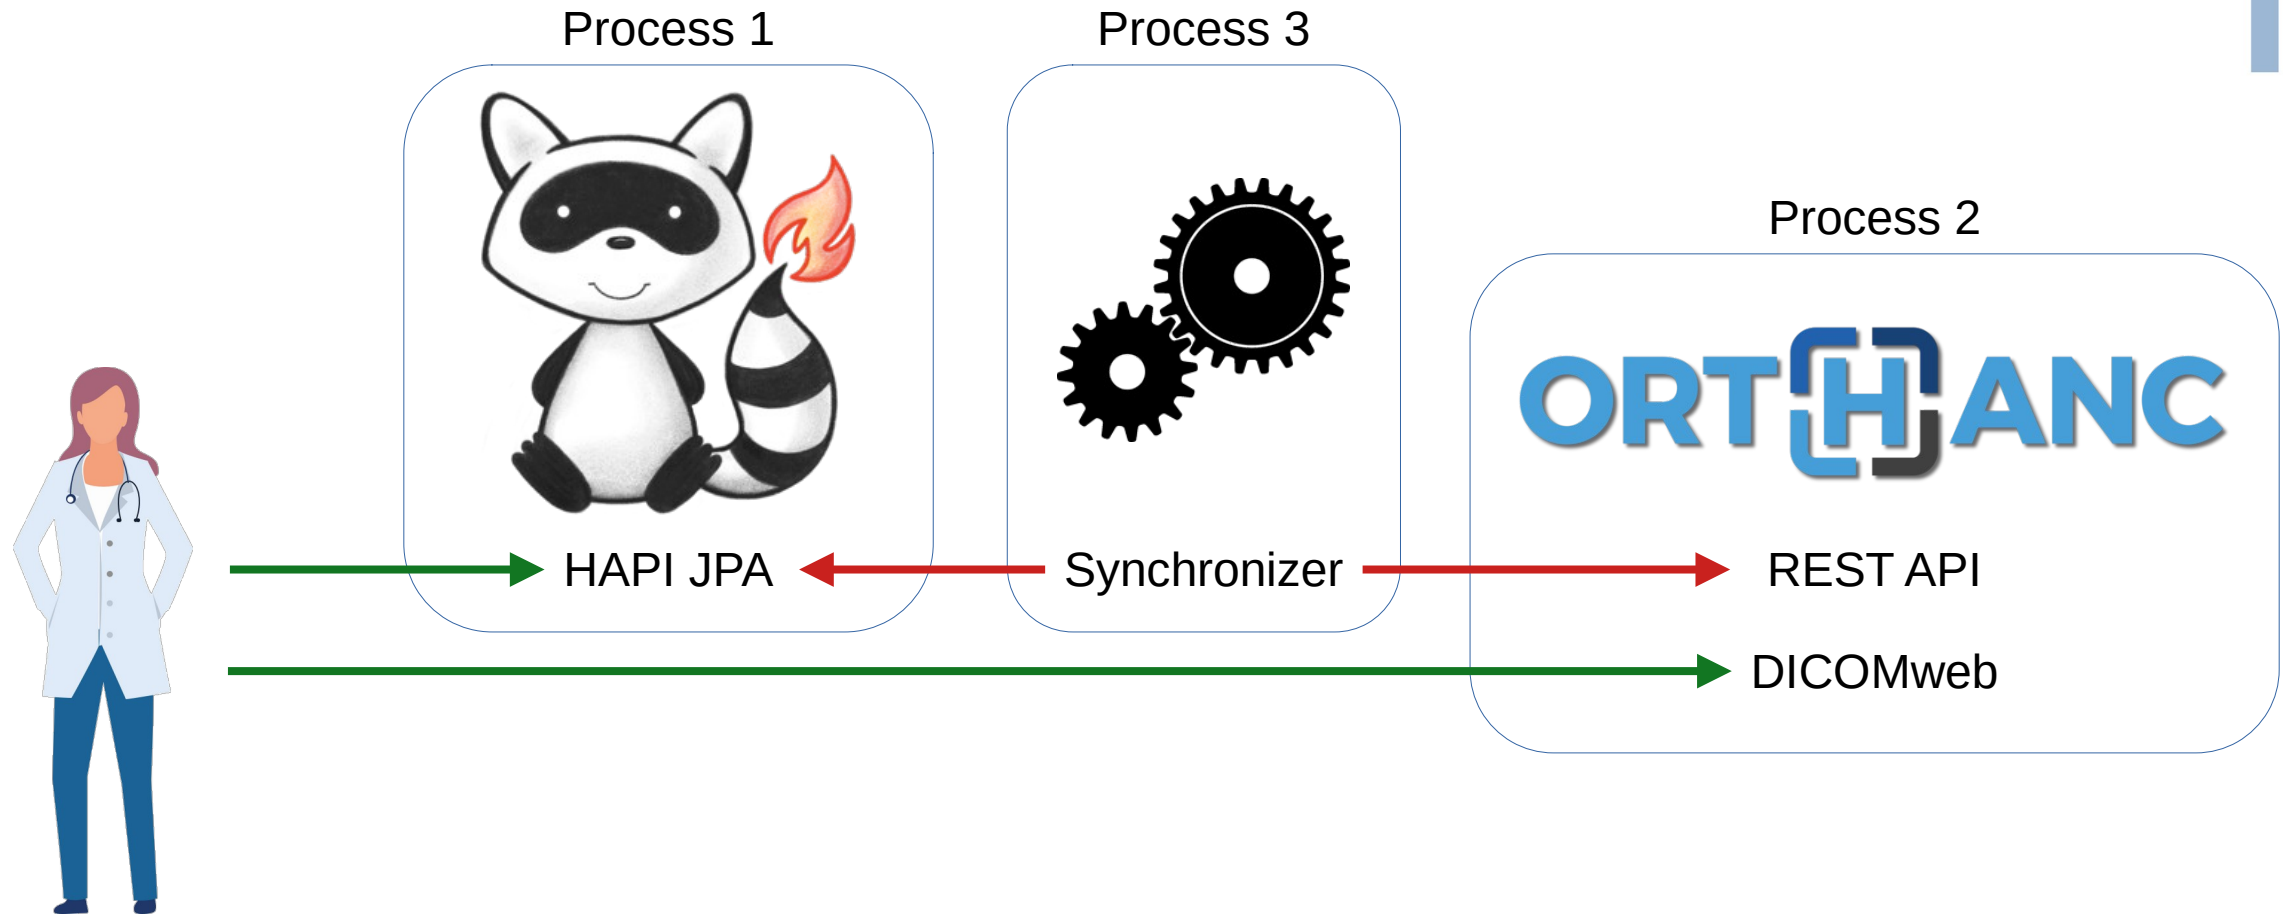 Process 1
Process 3
Process 2
ORTHANC
HAPI JPA
Synchronizer
REST API
DICOMweb